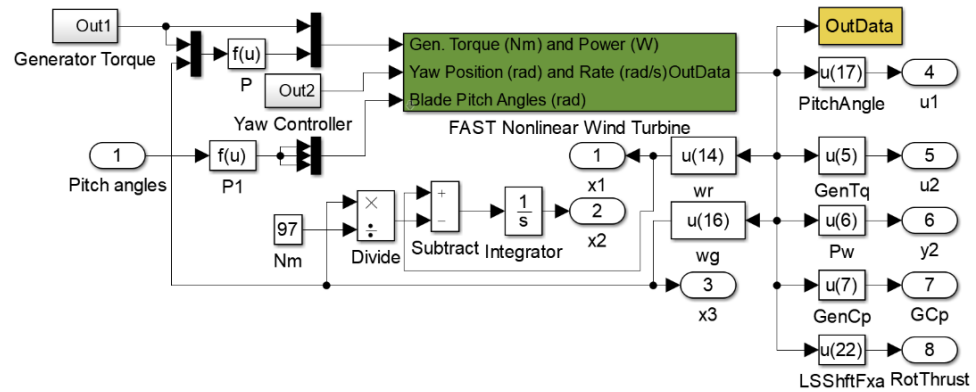 Out1
Generator Torque
f(u)
P
Out2
Yaw Controller
Gen. Torque (Nm) and Power (W)
Yaw Position (rad) and Rate (rad/s)OutData
Blade Pitch Angles (rad)
FAST Nonlinear Wind Turbine
OutData
u(17)
PitchAngle
4
u1
1
Pitch angles
f(u)
P1
1
x1
u(14)
wr
u(5)
GenTq
5
u2
97
Nm
×
÷
Divide
+
−
Subtract
1
s
Integrator
2
x2
u(16)
wg
u(6)
Pw
6
y2
3
x3
u(7)
GenCp
7
GCp
u(22)
LSShftFxa
8
RotThrust